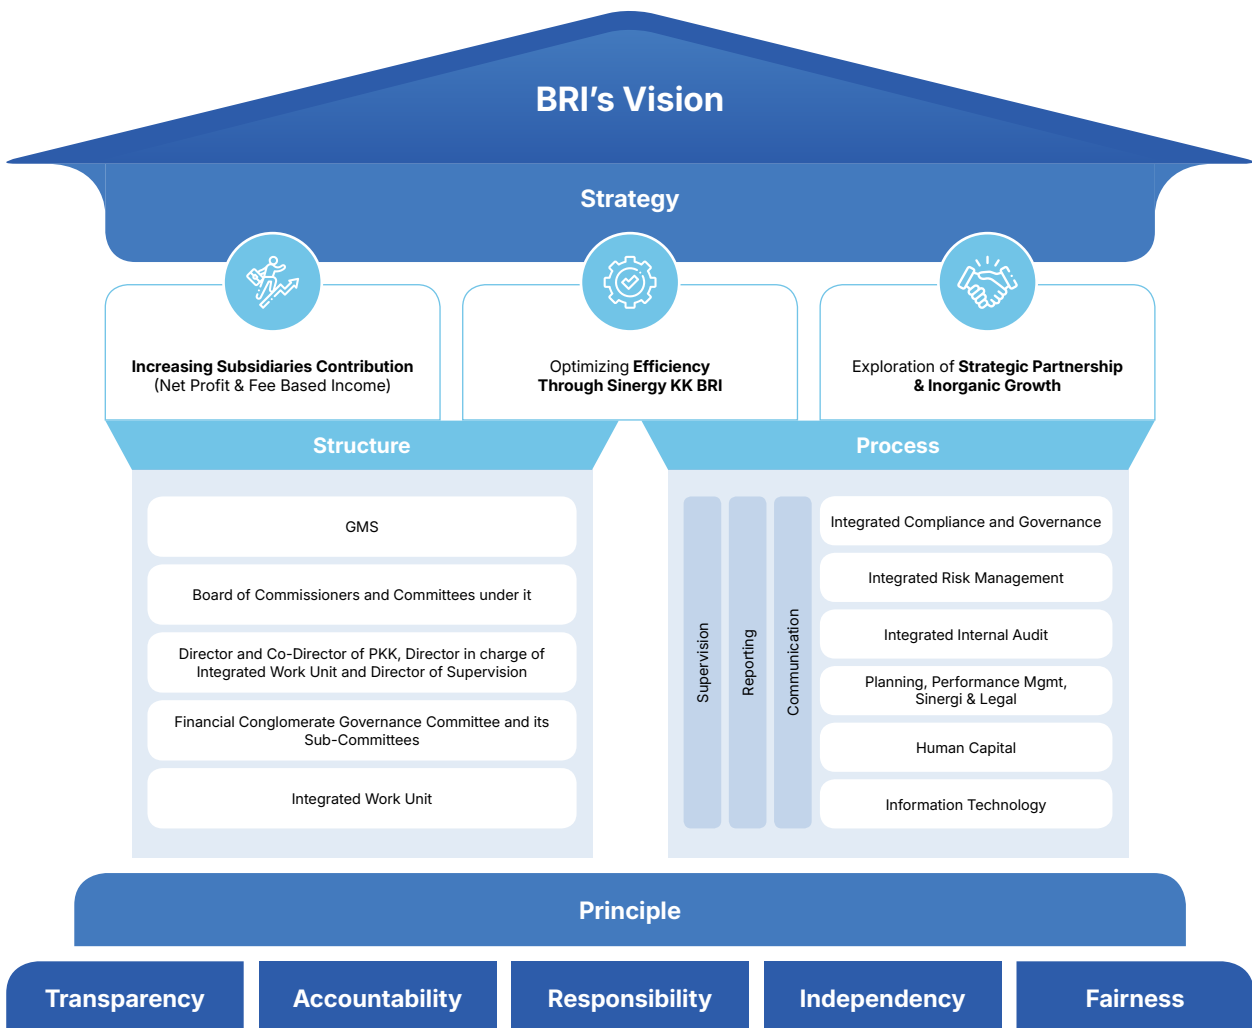 BRI's Vision
Strategy
Increasing Subsidiaries Contribution
(Net Profit & Fee Based Income)
Optimizing Efficiency
Through Sinergy KK BRI
Exploration of Strategic Partnership
& Inorganic Growth
Structure
GMS
Board of Commissioners and Committees under it
Director and Co-Director of PKK, Director in charge of
Integrated Work Unit and Director of Supervision
Financial Conglomerate Governance Committee and its
Sub-Committees
Integrated Work Unit
Process
Supervision
Reporting
Communication
Integrated Compliance and Governance
Integrated Risk Management
Integrated Internal Audit
Planning, Performance Mgmt,
Sinergi & Legal
Human Capital
Information Technology
Principle
Transparency
Accountability
Responsibility
Independency
Fairness